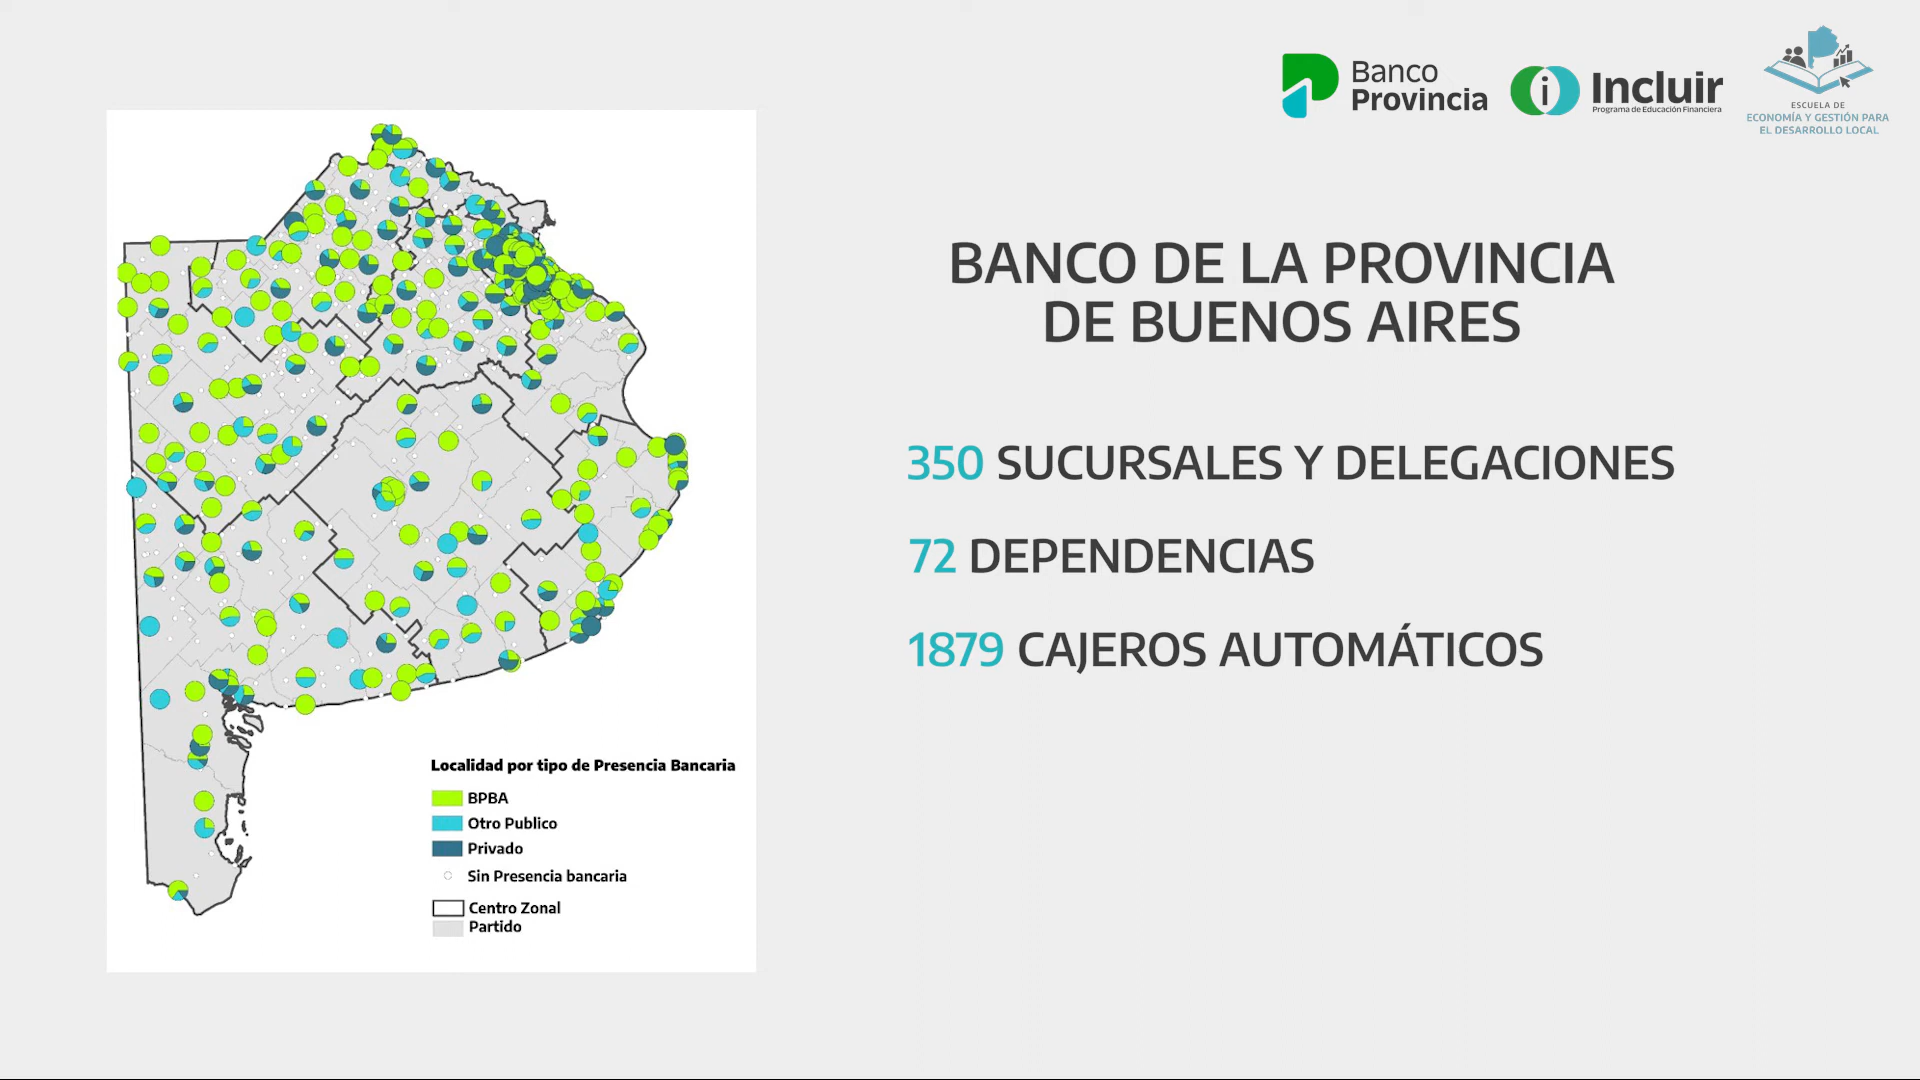 Banco
Provincia
i
Incluir
Programa de Educación Financiera
ESCUELA DE
ECONOMÍA Y GESTIÓN PARA
EL DESARROLLO LOCAL
BANCO DE LA PROVINCIA
DE BUENOS AIRES
350 SUCURSALES Y DELEGACIONES
72 DEPENDENCIAS
1879 CAJEROS AUTOMÁTICOS
Localidad por tipo de Presencia Bancaria
BPBA
Otro Publico
Privado
Sin Presencia bancaria
Centro Zonal
Partido